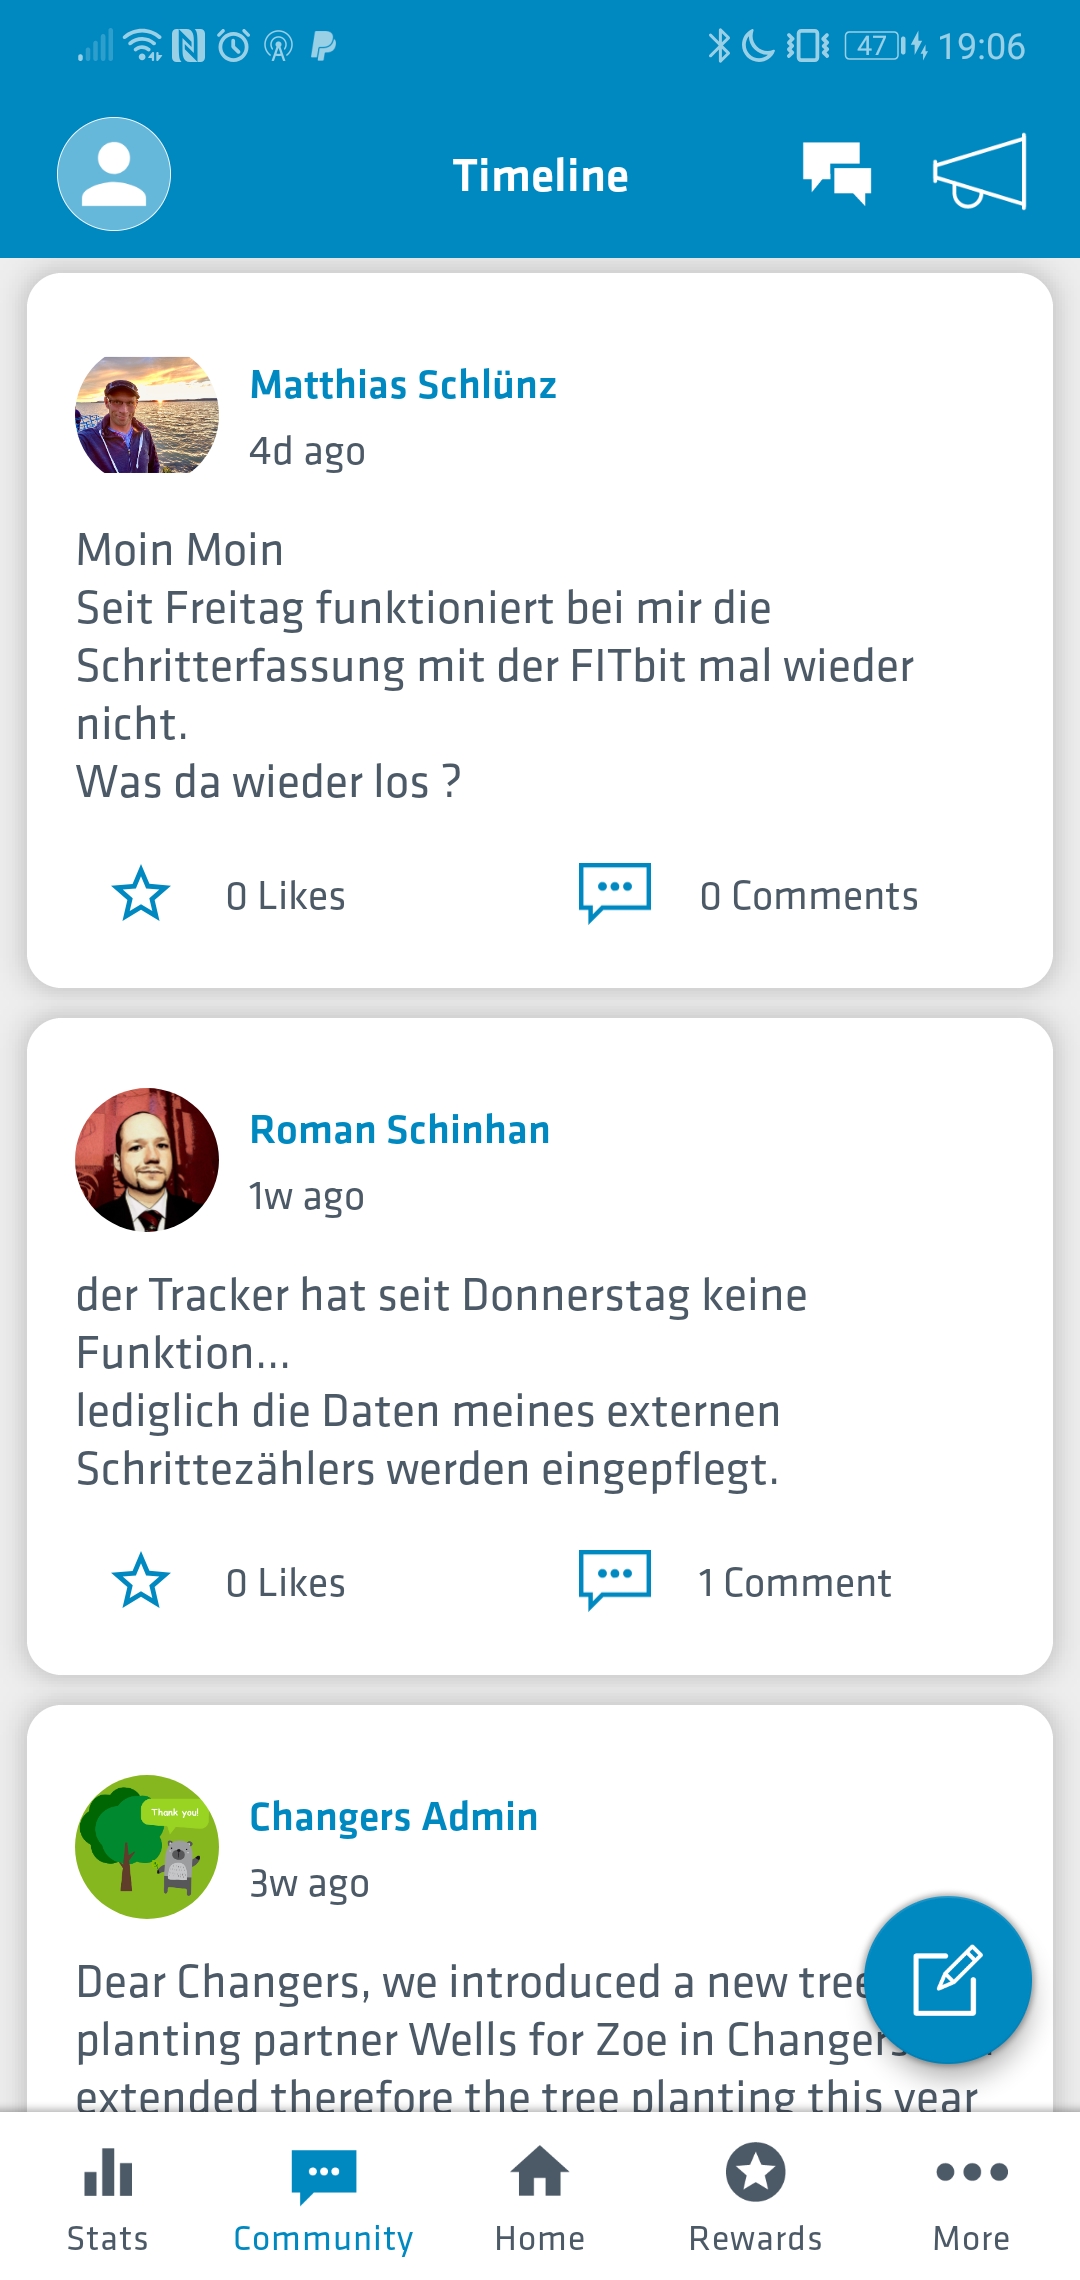 47 19:06
Timeline
Matthias Schlünz
4d ago
Moin Moin
Seit Freitag funktioniert bei mir die
Schritterfassung mit der FITbit mal wieder
nicht.
Was da wieder los ?
0 Likes 0 Comments
Roman Schinhan
1w ago
der Tracker hat seit Donnerstag keine
Funktion...
lediglich die Daten meines externen
Schrittezählers werden eingepflegt.
0 Likes 1 Comment
Thank you!
Changers Admin
3w ago
Dear Changers, we introduced a new tree
planting partner Wells for Zoe in Changers
extended therefore the tree planting this year
Stats Community Home Rewards More